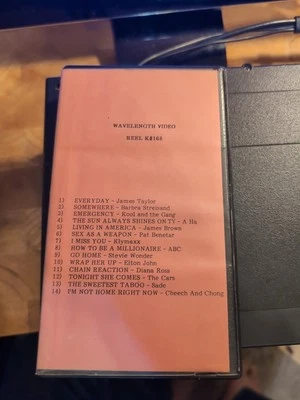 WAVELENGTH VIDEO
REEL K8166
1) EVERYDAY - James Taylor
2) SOMEWHERE - Barbra Streisand
3) EMERGENCY - Kool and the Gang
4) THE SUN ALWAYS SHINES ON TV - A Ha
5) LIVING IN AMERICA - James Brown
6) SEX AS A WEAPON - Pat Benetar
7) I MISS YOU - Klymaxx
8) HOW TO BE A MILLIONAIRE - ABC
9) GO HOME - Stevie Wonder
10) WRAP HER UP - Elton John
11) CHAIN REACTION - Diana Ross
12) TONIGHT SHE COMES - The Cars
13) THE SWEETEST TABOO - Sade
14) I'M NOT HOME RIGHT NOW - Cheech And Chong